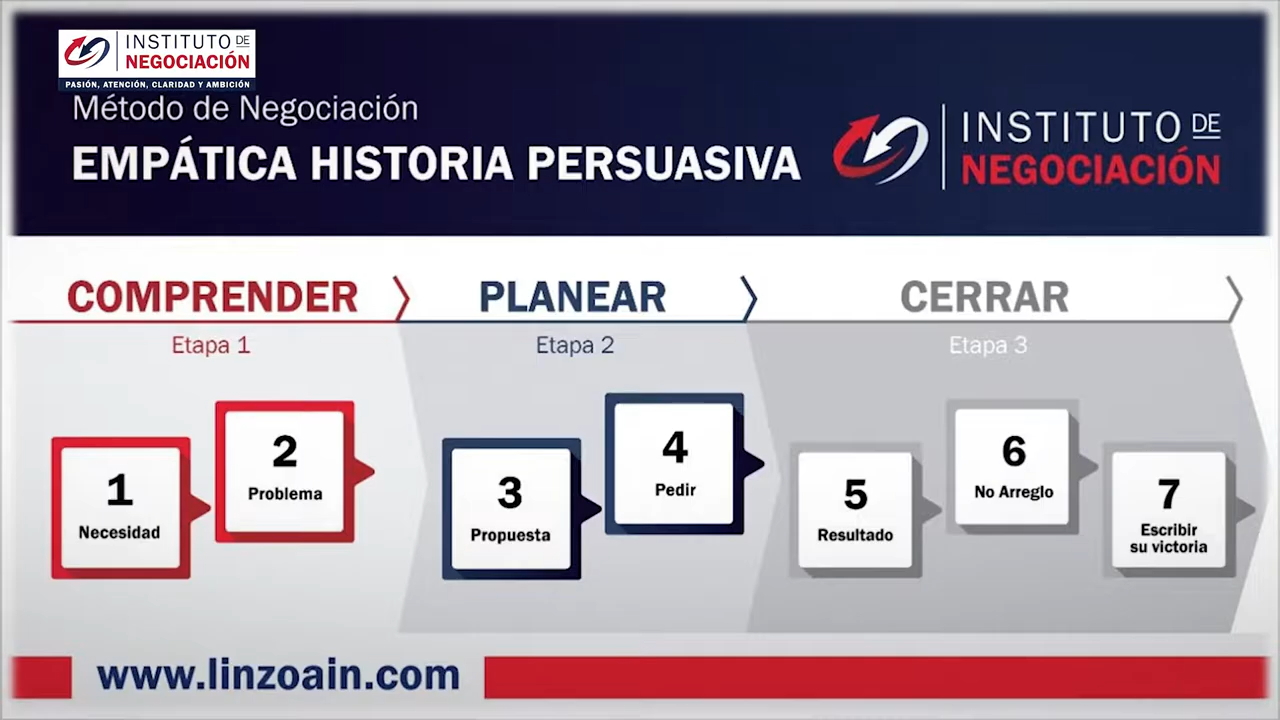 INSTITUTO DE
NEGOCIACIÓN
PASIÓN, ATENCIÓN, CLARIDAD Y AMBICIÓN
Método de Negociación
EMPÁTICA HISTORIA PERSUASIVA
INSTITUTO DE
NEGOCIACIÓN
COMPRENDER
Etapa 1
PLANEAR
Etapa 2
CERRAR
Etapa 3
1
Necesidad
2
Problema
3
Propuesta
4
Pedir
5
Resultado
6
No Arreglo
7
Escribir
su victoria
www.linzoain.com